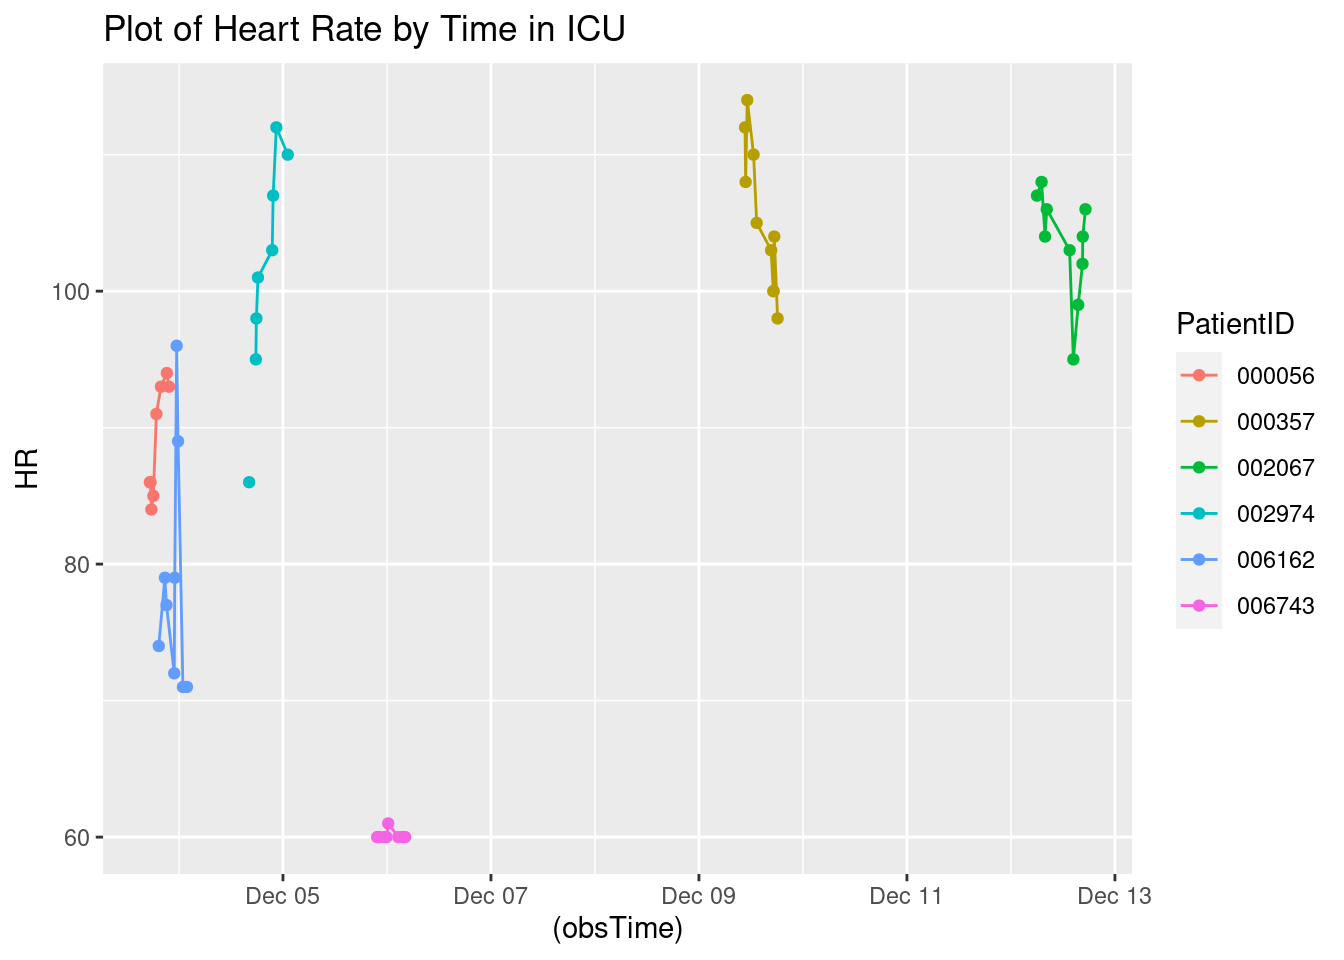 Plot of Heart Rate by Time in ICU
HR
100
80
60
Dec 05
Dec 07
Dec 09
Dec 11
Dec 13
(obsTime)
PatientID
000056
000357
002067
002974
006162
006743